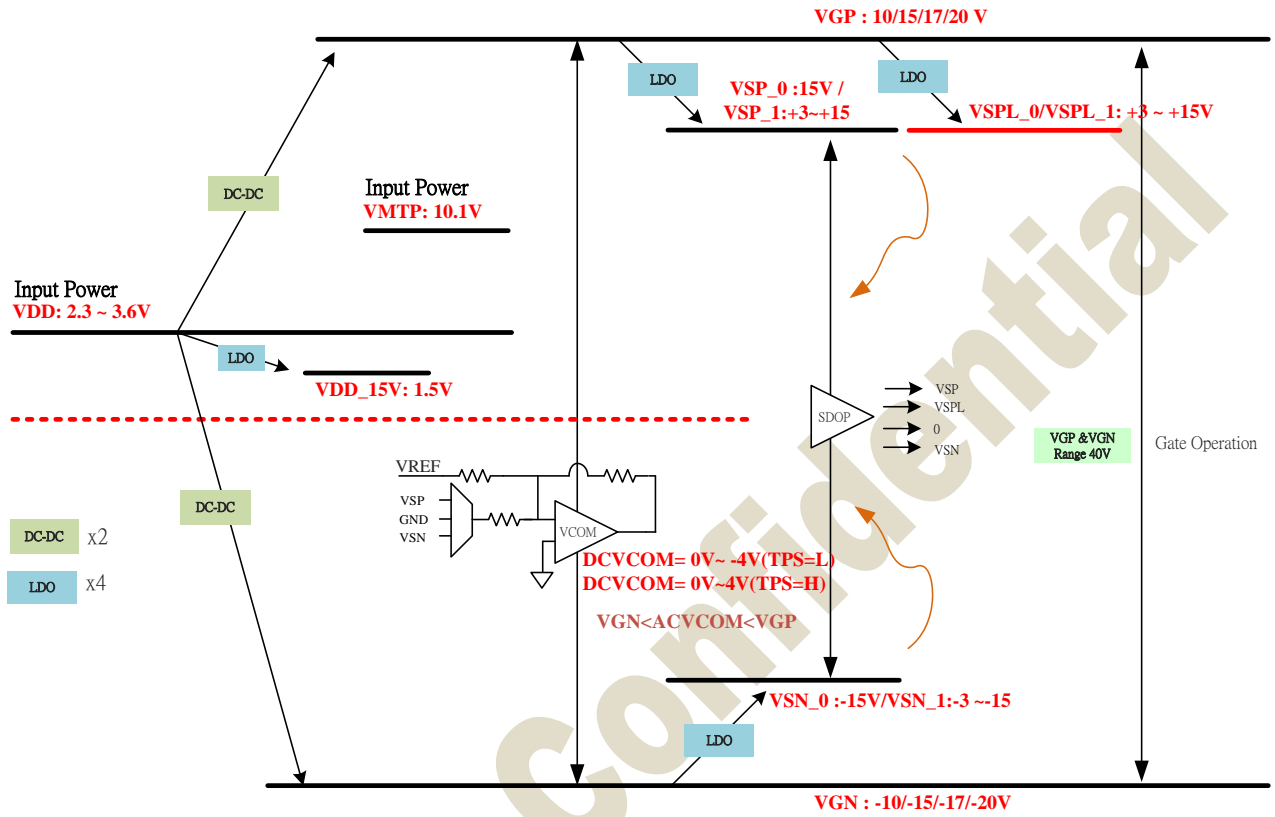 VGP : 10/15/17/20 V
LDO
LDO
VSP_0 :15V /
VSP_1:+3~+15
VSPL_0/VSPL_1: +3 ~ +15V
DC-DC
Input Power
VMTP: 10.1V
Input Power
VDD: 2.3 ~ 3.6V
LDO
VDD_15V: 1.5V
SDOP
VSP
VSPL
0
VSN
VGP &VGN
Range 40V
Gate Operation
VREF
VSP
GND
VSN
VCOM
DC-DC
DC-DC
x2
LDO
x4
DCVCOM= 0V~ -4V(TPS=L)
DCVCOM= 0V~4V(TPS=H)
VGN<ACVCOM<VGP
VSN_0 :-15V/VSN_1:-3 ~-15
LDO
VGN : -10/-15/-17/-20V
Confidential